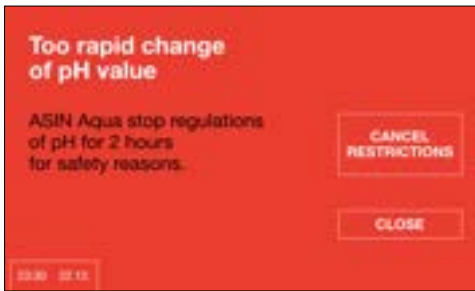 Too rapid change
of pH value
ASIN Aqua stop regulations
of pH for 2 hours
for safety reasons.
CANCEL
RESTRICTIONS
CLOSE